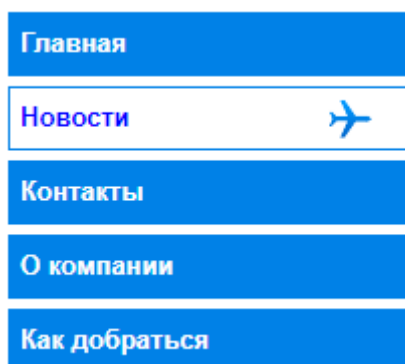 Главная
Новости
Контакты
О компании
Как добраться